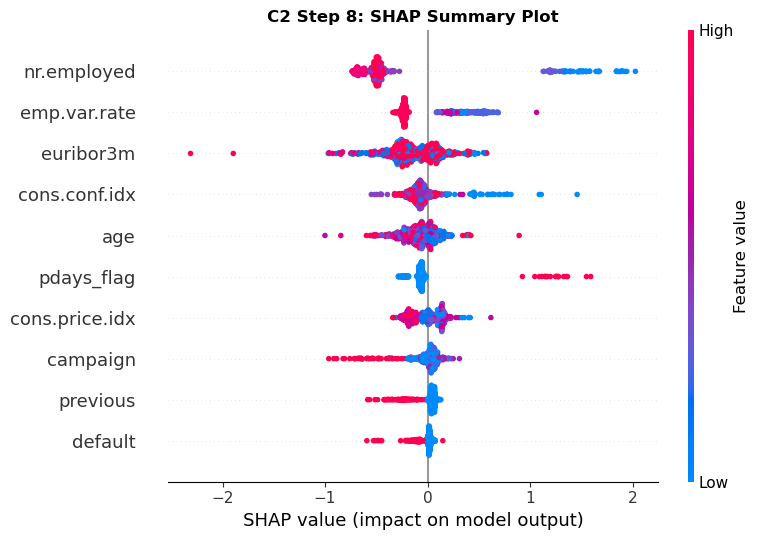 C2 Step 8: SHAP Summary Plot
High
nr.employed
emp.var.rate
euribor3m
cons.conf.idx
age
pdays_flag
cons.price.idx
campaign
previous
default
Feature value
Low
−2 −1 0 1 2
SHAP value (impact on model output)